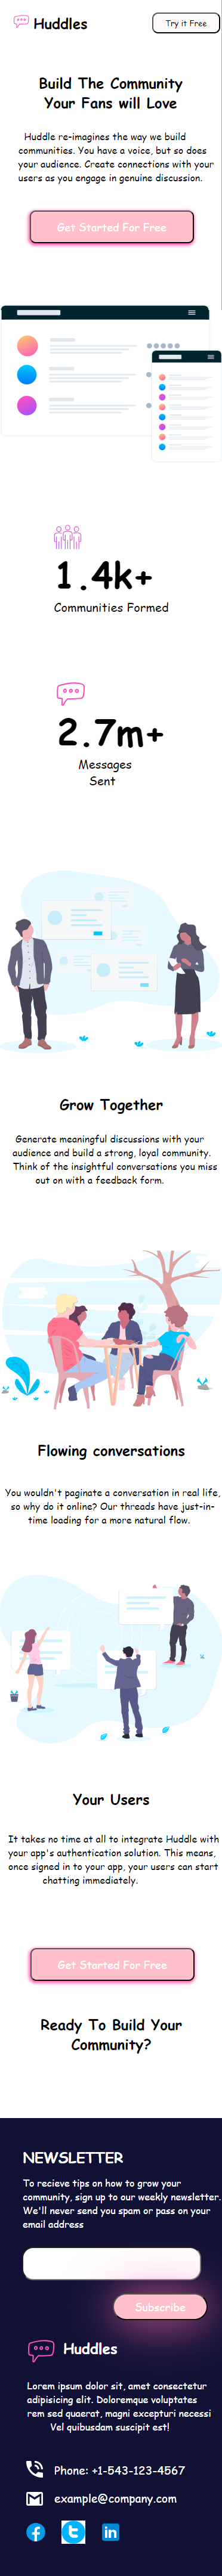 Huddles
Try it Free
Build The Community
Your Fans will Love
Huddle re-imagines the way we build
communities. You have a voice, but so does
your audience. Create connections with your
users as you engage in genuine discussion.
Get Started For Free
1.4k+
Communities Formed
2.7m+
Messages
Sent
Grow Together
Generate meaningful discussions with your
audience and build a strong, loyal community.
Think of the insightful conversations you miss
out on with a feedback form.
Flowing conversations
You wouldn't paginate a conversation in real life,
so why do it online? Our threads have just-in-
time loading for a more natural flow.
Your Users
It takes no time at all to integrate Huddle with
your app's authentication solution. This means,
once signed in to your app, your users can start
chatting immediately.
Get Started For Free
Ready To Build Your
Community?
NEWSLETTER
To recieve tips on how to grow your
community, sign up to our weekly newsletter.
We'll never send you spam or pass on your
email address
Subscribe
Huddles
Lorem ipsum dolor sit, amet consectetur
adipisicing elit. Doloremque voluptates
rem sed quaerat, magni excepturi necessi
Vel quibusdam suscipit est!
Phone: +1-543-123-4567
example@company.com